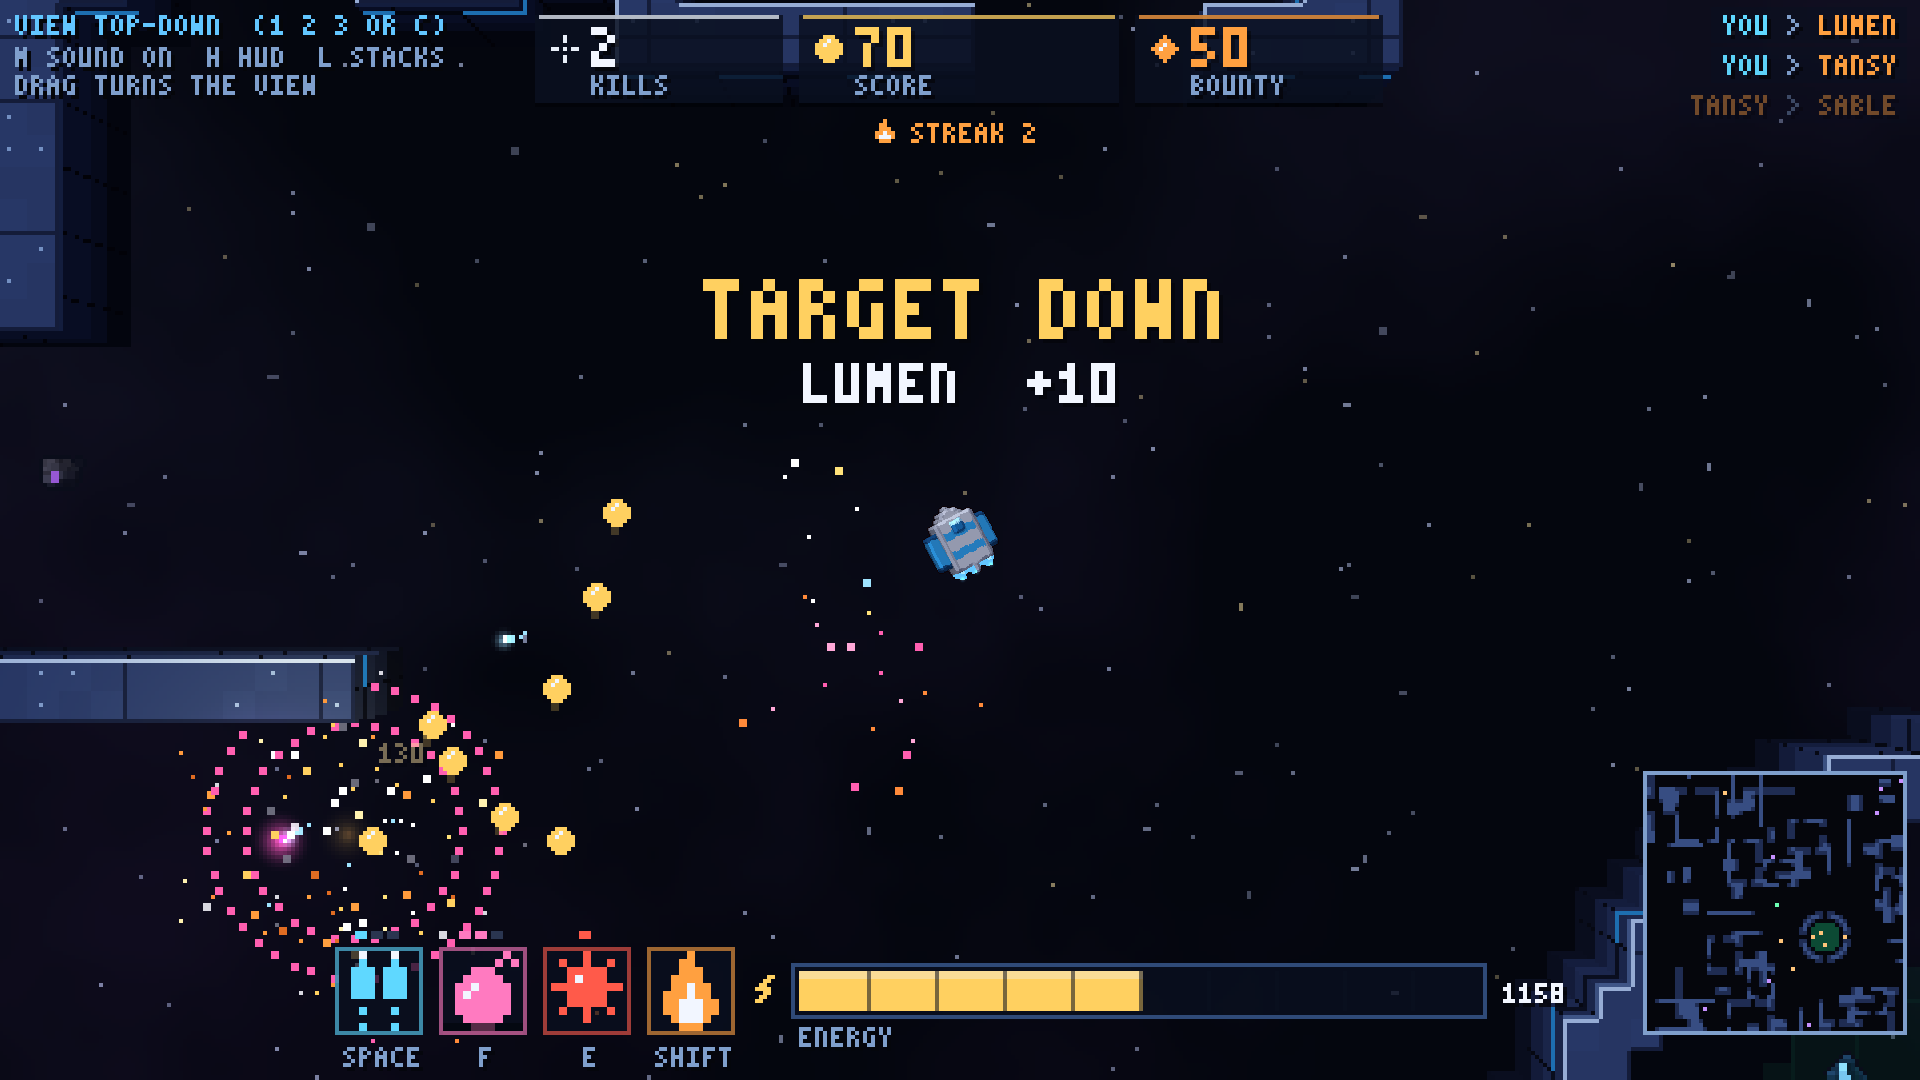 VIEW TOP-DOWN (1 2 3 OR C)
M SOUND ON H HUD L STACKS
DRAG TURNS THE VIEW
2
KILLS
70
SCORE
50
BOUNTY
STREAK 2
YOU > LUMEN
YOU > TANSY
TANSY > SABLE
TARGET DOWN
LUMEN +10
130
SPACE
F
E
SHIFT
ENERGY
1158